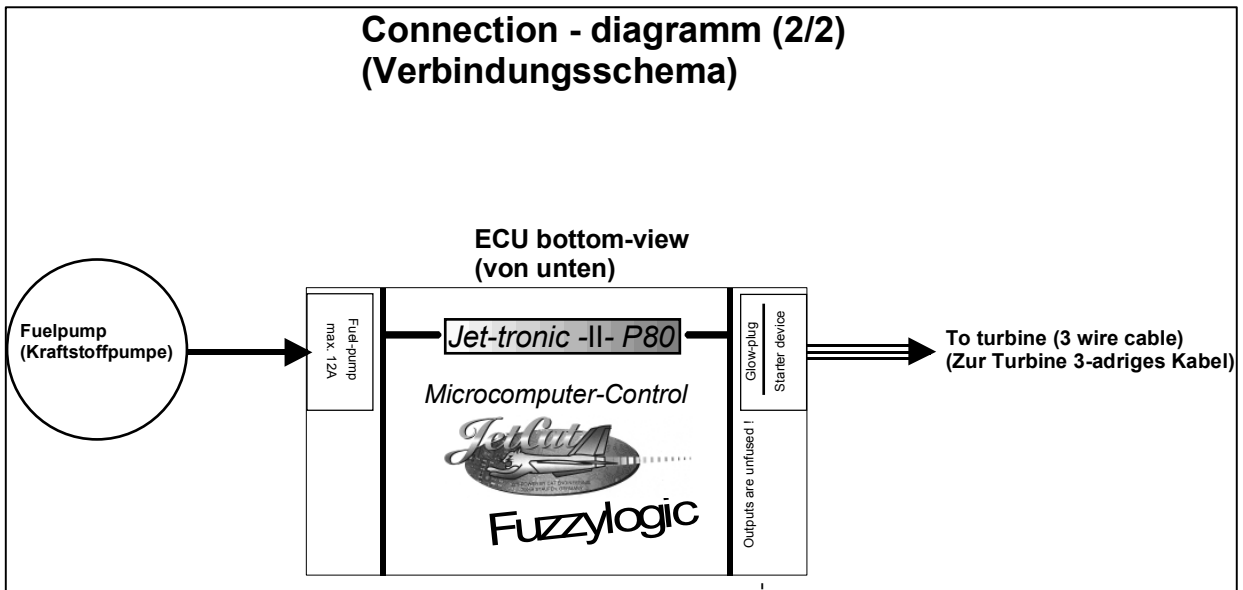 Connection - diagramm (2/2)
(Verbindungsschema)
ECU bottom-view
(von unten)
Fuelpump
(Kraftstoffpumpe)
Fuel-pump
max. 12A
Jet-tronic -II- P80
Microcomputer-Control
JetCat
Fuzzylogic
Glow-plug
Starter device
Outputs are unfused !
To turbine (3 wire cable)
(Zur Turbine 3-adriges Kabel)